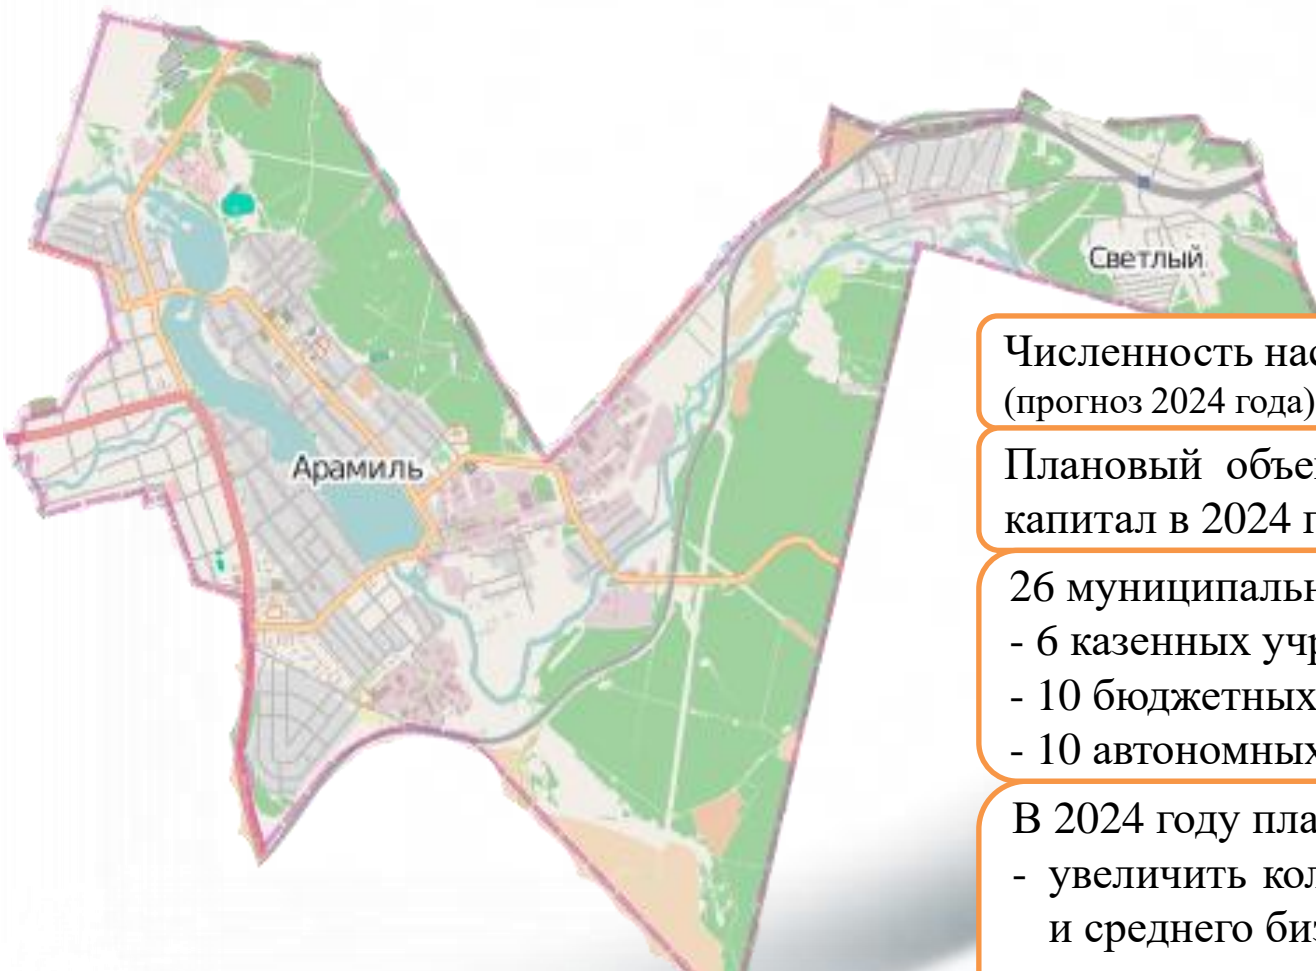 Светлый
Арамиль
Численность нас
(прогноз 2024 года)
Плановый объе
капитал в 2024 г
26 муниципальн
- 6 казенных учр
- 10 бюджетных
- 10 автономных
В 2024 году пла
- увеличить кол
и среднего биз